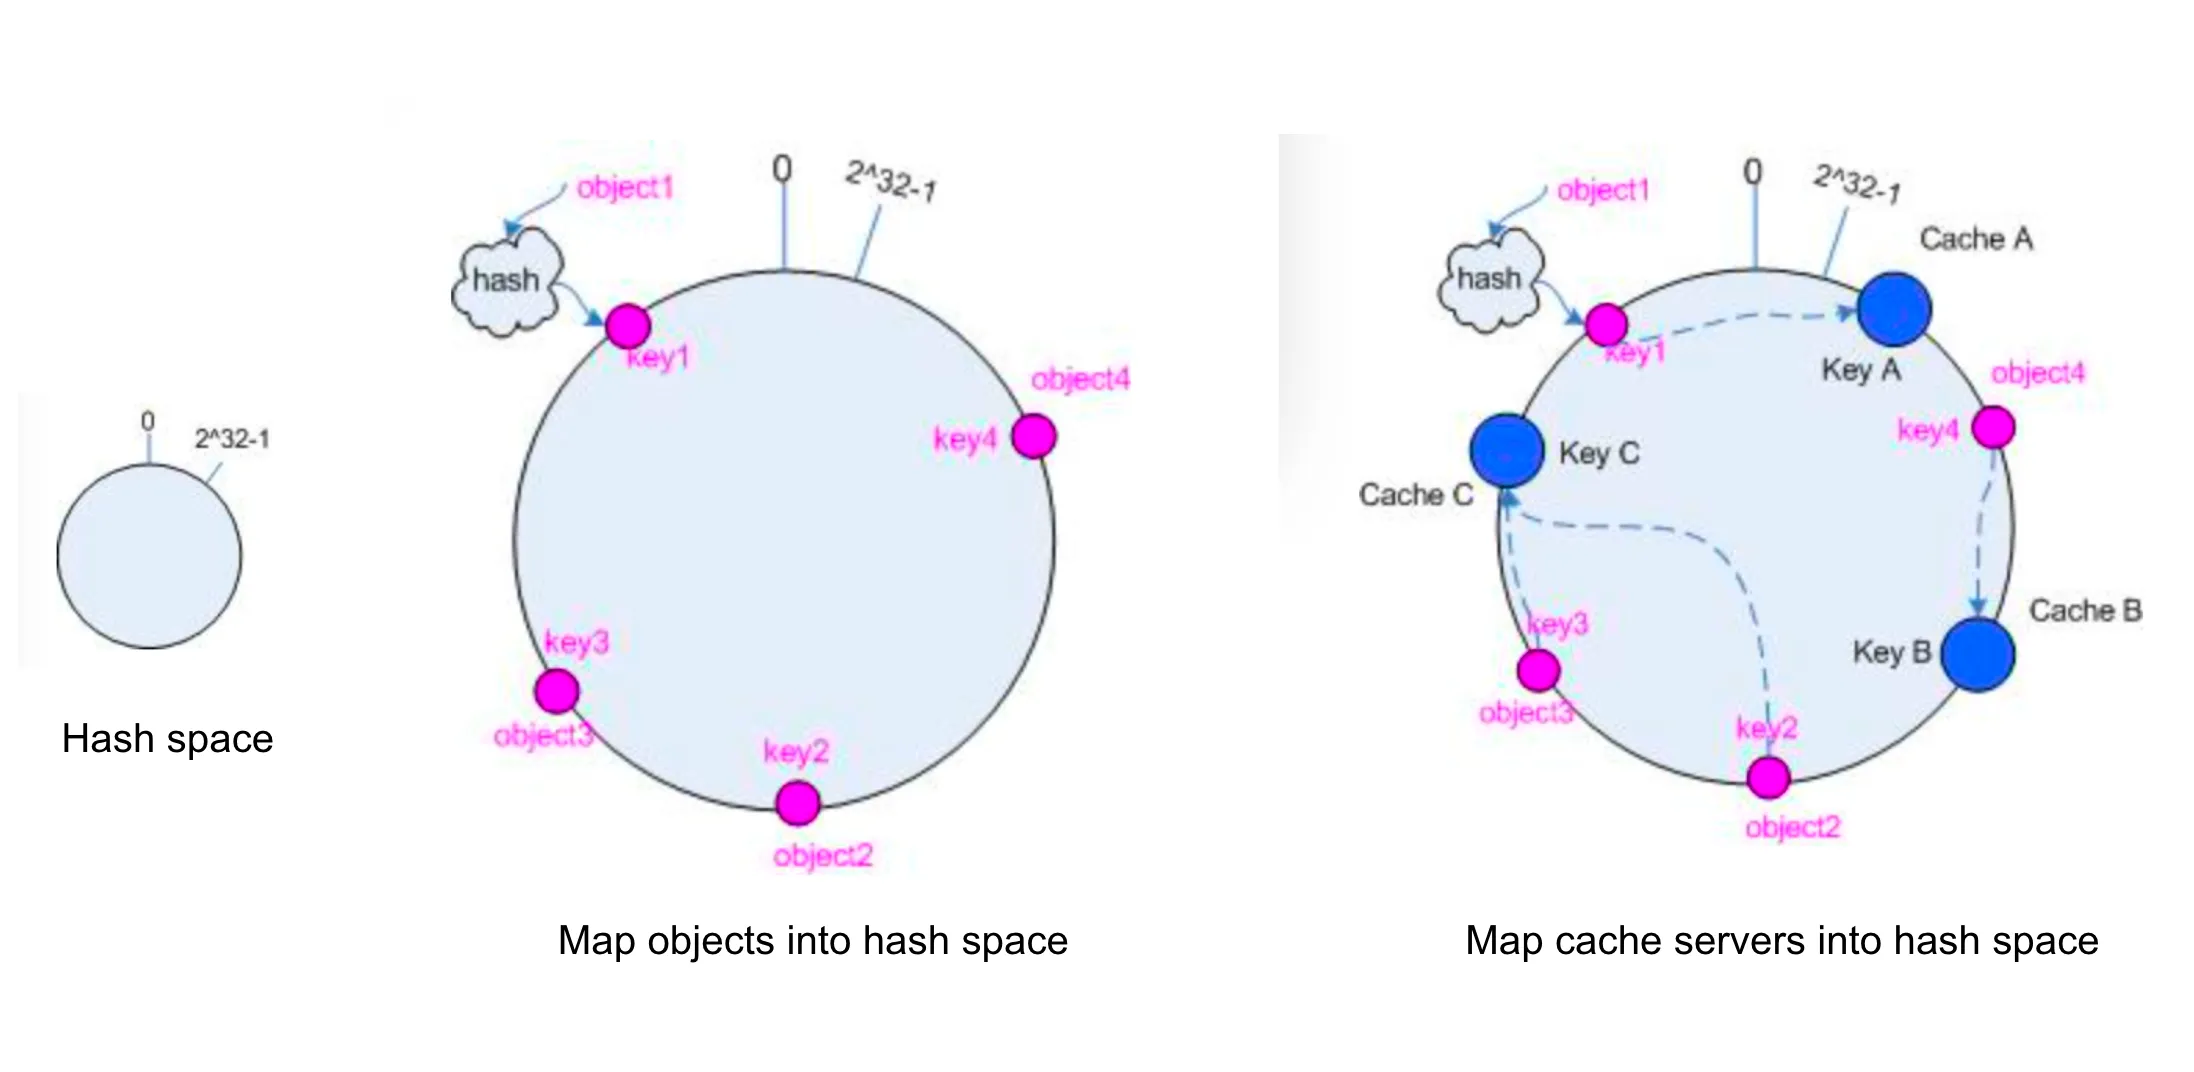 0
2^32-1
Hash space
object1
0
2^32-1
hash
key1
object4
key4
key3
object3
key2
object2
Map objects into hash space
object1
0
2^32-1
Cache A
hash
key1
Key A
object4
key4
Key C
Cache C
Cache B
key3
Key B
object3
key2
object2
Map cache servers into hash space